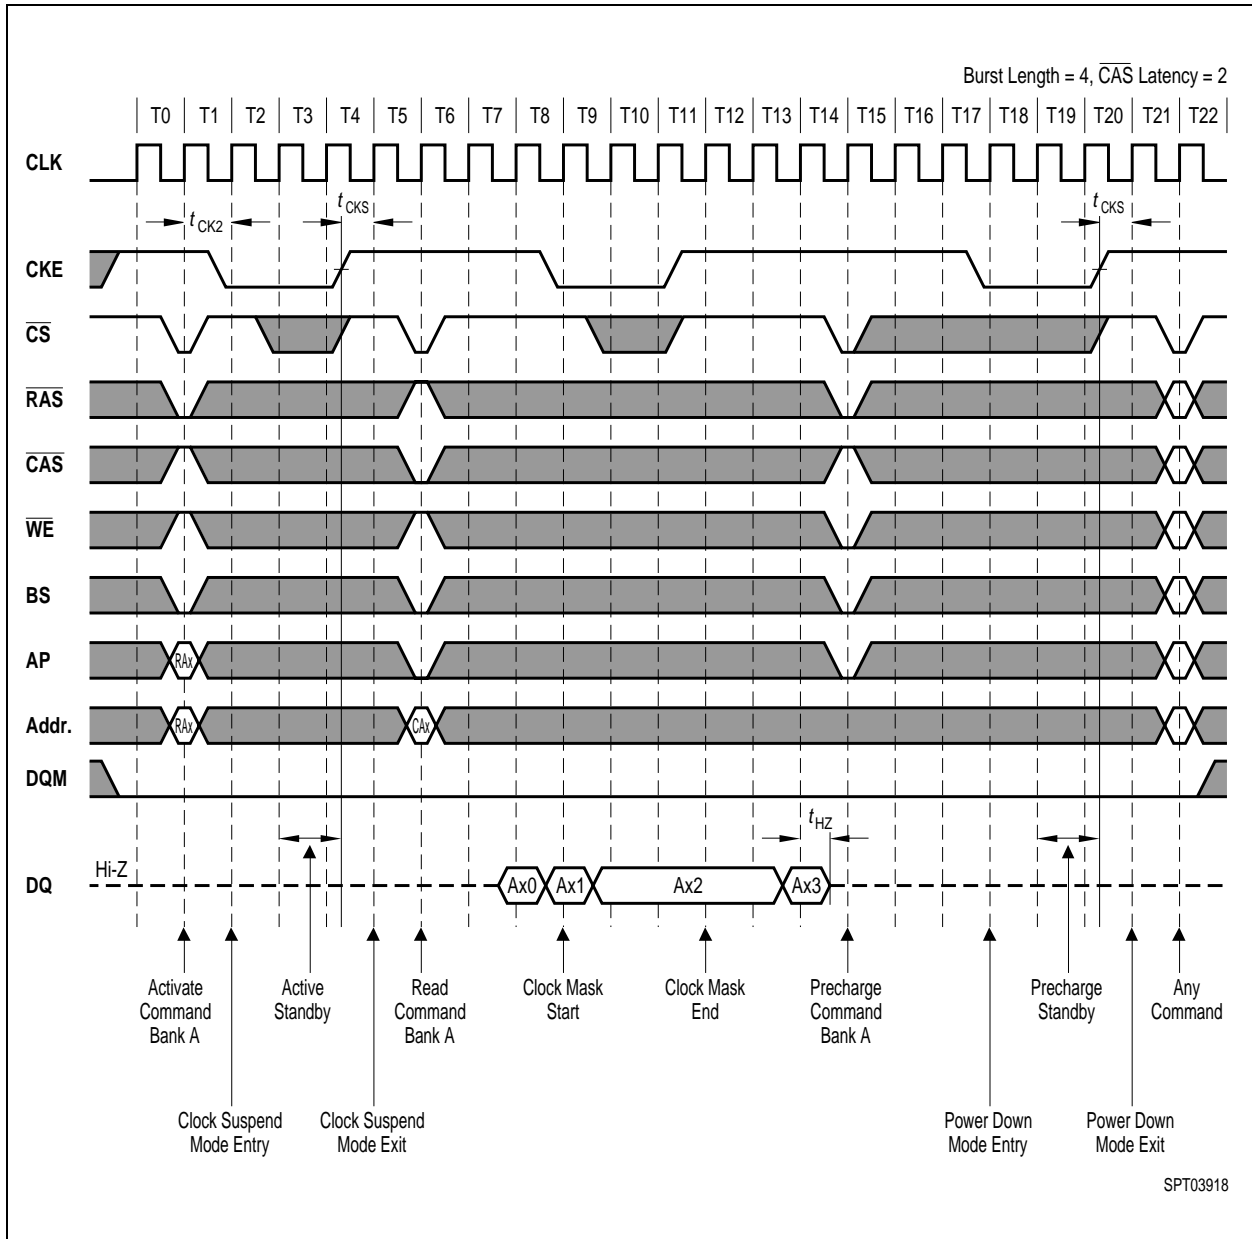 Burst Length = 4, CAS Latency = 2
T0 T1 T2 T3 T4 T5 T6 T7 T8 T9 T10 T11 T12 T13 T14 T15 T16 T17 T18 T19 T20 T21 T22
CLK
t CK2
t CKS
t CKS
CKE
CS
RAS
CAS
WE
BS
AP
RAx
Addr.
RAx
CAx
DQM
t HZ
Hi-Z
DQ
Ax0
Ax1
Ax2
Ax3
Activate
Command
Bank A
Active
Standby
Read
Command
Bank A
Clock Mask
Start
Clock Mask
End
Precharge
Command
Bank A
Precharge
Standby
Any
Command
Clock Suspend
Mode Entry
Clock Suspend
Mode Exit
Power Down
Mode Entry
Power Down
Mode Exit
SPT03918